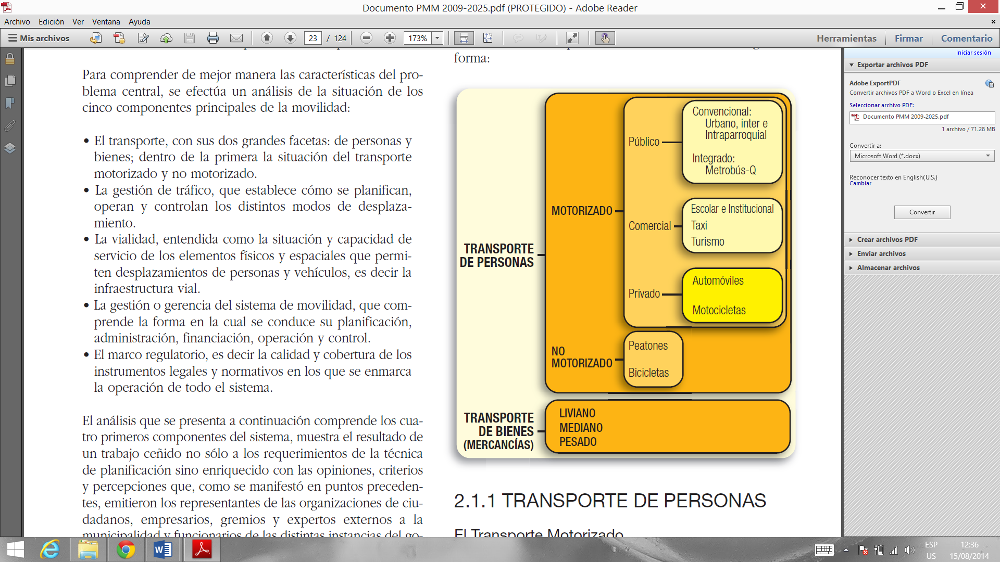 Documento PMM 2009-2025.pdf (PROTEGIDO) - Adobe Reader
Archivo Edición Ver Ventana Ayuda
Mis archivos
23 / 124
173%
Herramientas Firmar Comentario
Para comprender de mejor manera las características del pro-
blema central, se efectúa un análisis de la situación de los
cinco componentes principales de la movilidad:
• El transporte, con sus dos grandes facetas: de personas y
bienes; dentro de la primera la situación del transporte
motorizado y no motorizado.
• La gestión de tráfico, que establece cómo se planifican,
operan y controlan los distintos modos de desplaza-
miento.
• La vialidad, entendida como la situación y capacidad de
servicio de los elementos físicos y espaciales que permi-
ten desplazamientos de personas y vehículos, es decir la
infraestructura vial.
• La gestión o gerencia del sistema de movilidad, que com-
prende la forma en la cual se conduce su planificación,
administración, financiación, operación y control.
• El marco regulatorio, es decir la calidad y cobertura de los
instrumentos legales y normativos en los que se enmarca
la operación de todo el sistema.
El análisis que se presenta a continuación comprende los cua-
tro primeros componentes del sistema, muestra el resultado de
un trabajo ceñido no sólo a los requerimientos de la técnica
de planificación sino enriquecido con las opiniones, criterios
y percepciones que, como se manifestó en puntos preceden-
tes, emitieron los representantes de las organizaciones de ciu-
dadanos, empresarios, gremios y expertos externos a la
municipalidad y funcionarios de las distintas instancias del go-
forma:
TRANSPORTE
DE PERSONAS
MOTORIZADO
Público
Convencional:
Urbano, inter e
Intraparroquial
Integrado:
Metrobús-Q
Comercial
Escolar e Institucional
Taxi
Turismo
Privado
Automóviles
Motocicletas
NO
MOTORIZADO
Peatones
Bicicletas
TRANSPORTE
DE BIENES
(MERCANCÍAS)
LIVIANO
MEDIANO
PESADO
2.1.1 TRANSPORTE DE PERSONAS
El Transporte Motorizado
Iniciar sesión
Exportar archivos PDF
Adobe ExportPDF
Convertir archivos PDF a Word o Excel en línea
Seleccionar archivo PDF:
Documento PMM 2009-2025.pdf
1 archivo / 71.28 MB
Convertir a:
Microsoft Word (*.docx)
Reconocer texto en English(U.S.)
Cambiar
Convertir
Crear archivos PDF
Enviar archivos
Almacenar archivos
ESP
US
12:36
15/08/2014